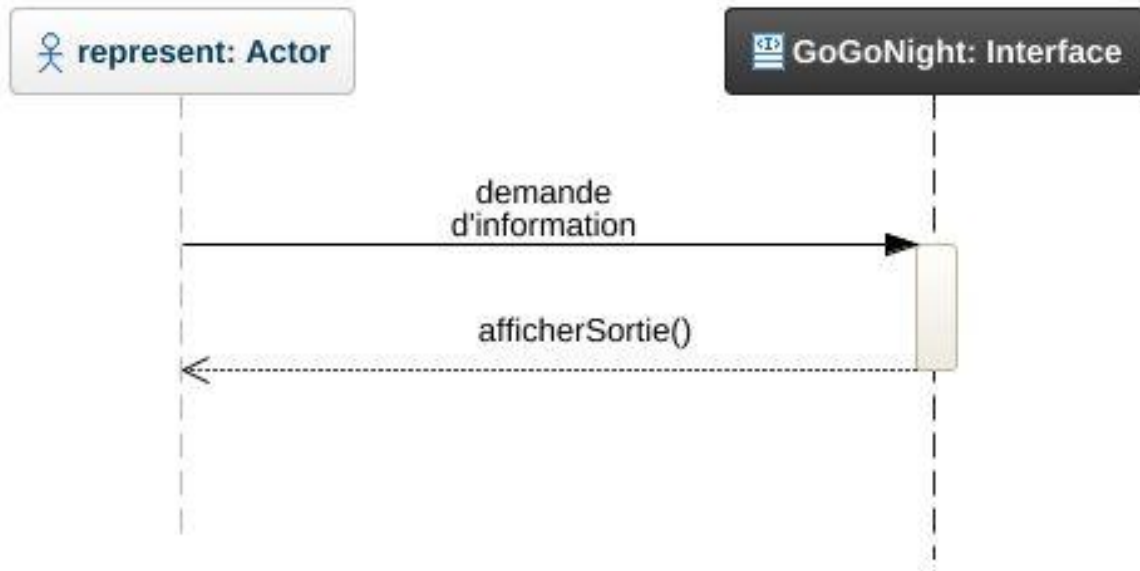 represent: Actor
GoGoNight: Interface
demande
d'information
afficherSortie()